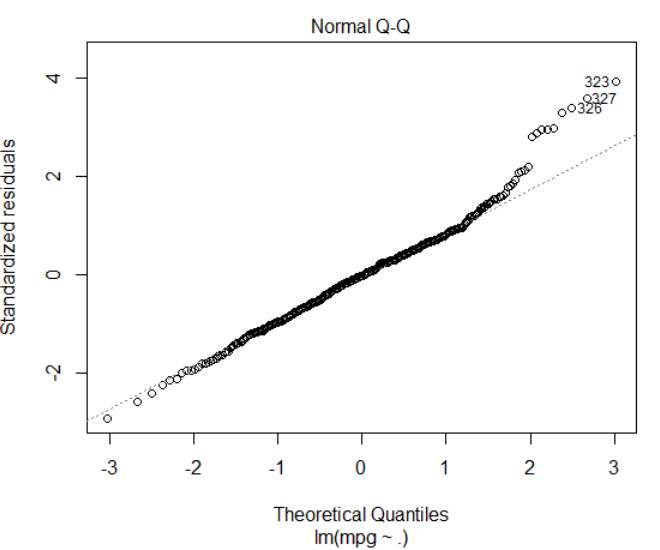 Normal Q-Q
Standardized residuals
4
2
0
-2
323
327
326
-3 -2 -1 0 1 2 3
Theoretical Quantiles
lm(mpg ~ .)